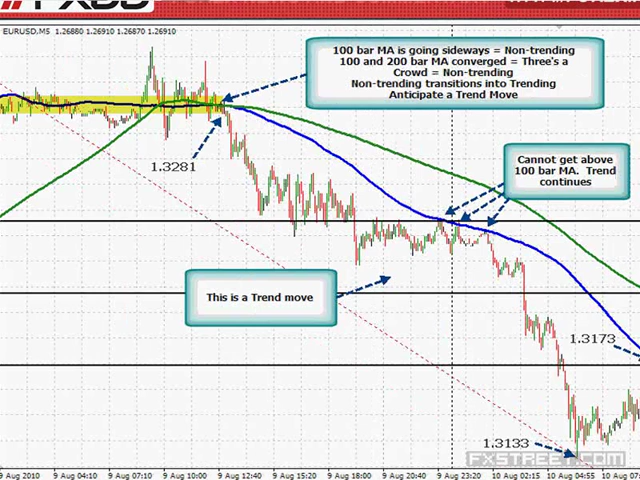 EURUSD,M5 1.26880 1.26910 1.26870 1.26910
100 bar MA is going sideways = Non-trending
100 and 200 bar MA converged = Three's a
Crowd = Non-trending
Non-trending transitions into Trending
Anticipate a Trend Move
1.3281
Cannot get above
100 bar MA. Trend
continues
This is a Trend move
1.3173
1.3133
FXSTREET.COM
9 Aug 2010 9 Aug 04:10 9 Aug 07:10 9 Aug 10:00 9 Aug 12:40 9 Aug 15:20 9 Aug 18:00 9 Aug 20:40 9 Aug 23:20 10 Aug 02:15 10 Aug 04:55 10 Aug 07: